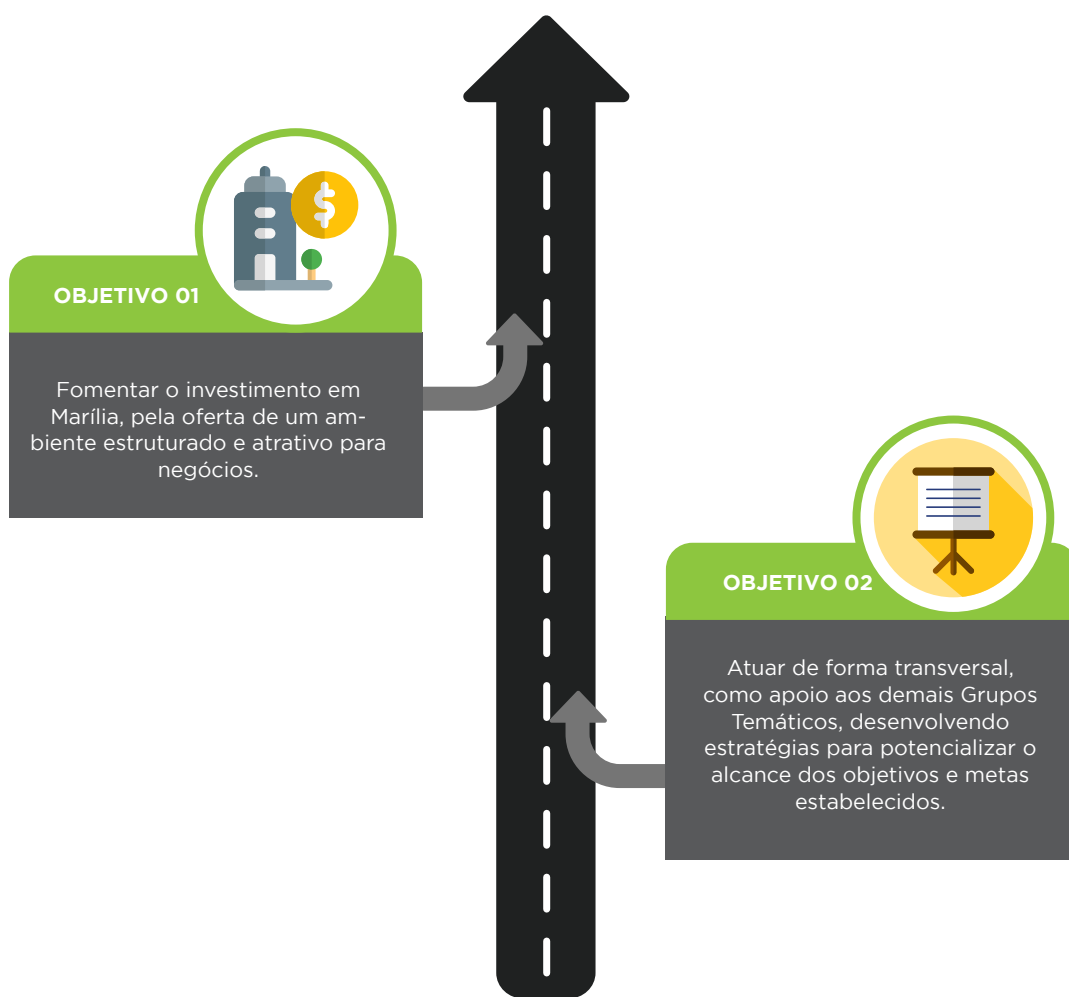 OBJETIVO 01
Fomentar o investimento em
Marília, pela oferta de um am-
biente estruturado e atrativo para
negócios.
OBJETIVO 02
Atuar de forma transversal,
como apoio aos demais Grupos
Temáticos, desenvolvendo
estratégias para potencializar o
alcance dos objetivos e metas
estabelecidos.